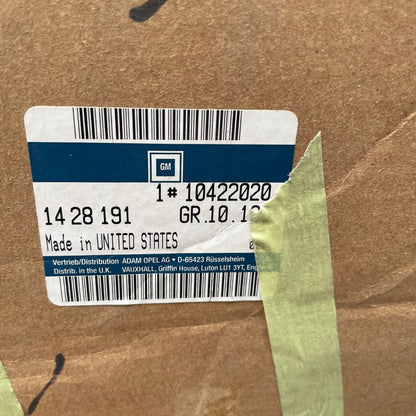 GM
1# 10422020
14 28 191 GR.10.1
Made in UNITED STATES
Vertrieb/Distribution ADAM OPEL AG • D-65423 Rüsselsheim
Distrib. in the U.K. VAUXHALL, Griffin House, Luton LU1 3YT,